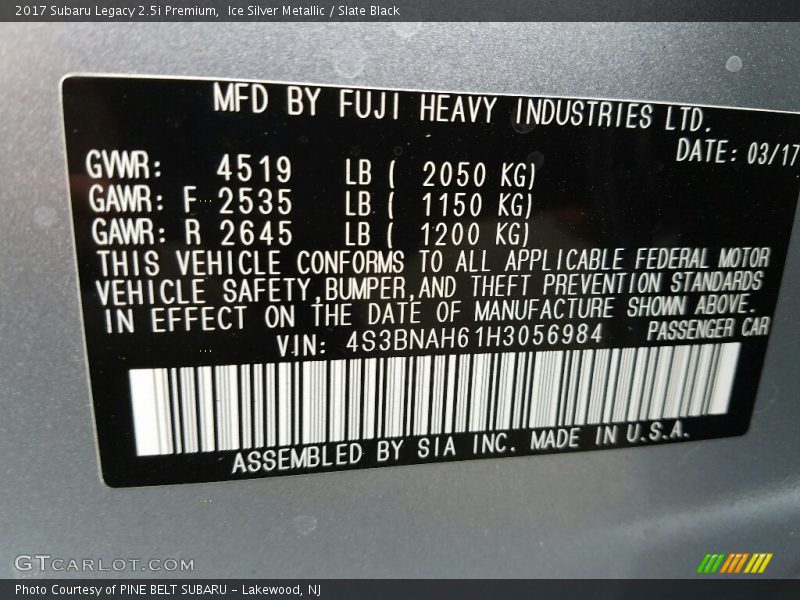 2017 Subaru Legacy 2.5i Premium,  Ice Silver Metallic / Slate Black
MFD BY FUJI HEAVY INDUSTRIES LTD.
DATE: 03/17
GVWR: 4519 LB ( 2050 KG)
GAWR: F 2535 LB ( 1150 KG)
GAWR: R 2645 LB ( 1200 KG)
THIS VEHICLE CONFORMS TO ALL APPLICABLE FEDERAL MOTOR
VEHICLE SAFETY,BUMPER,AND THEFT PREVENTION STANDARDS
IN EFFECT ON THE DATE OF MANUFACTURE SHOWN ABOVE.
VIN: 4S3BNAH61H3056984 PASSENGER CAR
ASSEMBLED BY SIA INC. MADE IN U.S.A.
GTCARLOT.COM
Photo Courtesy of PINE BELT SUBARU - Lakewood, NJ